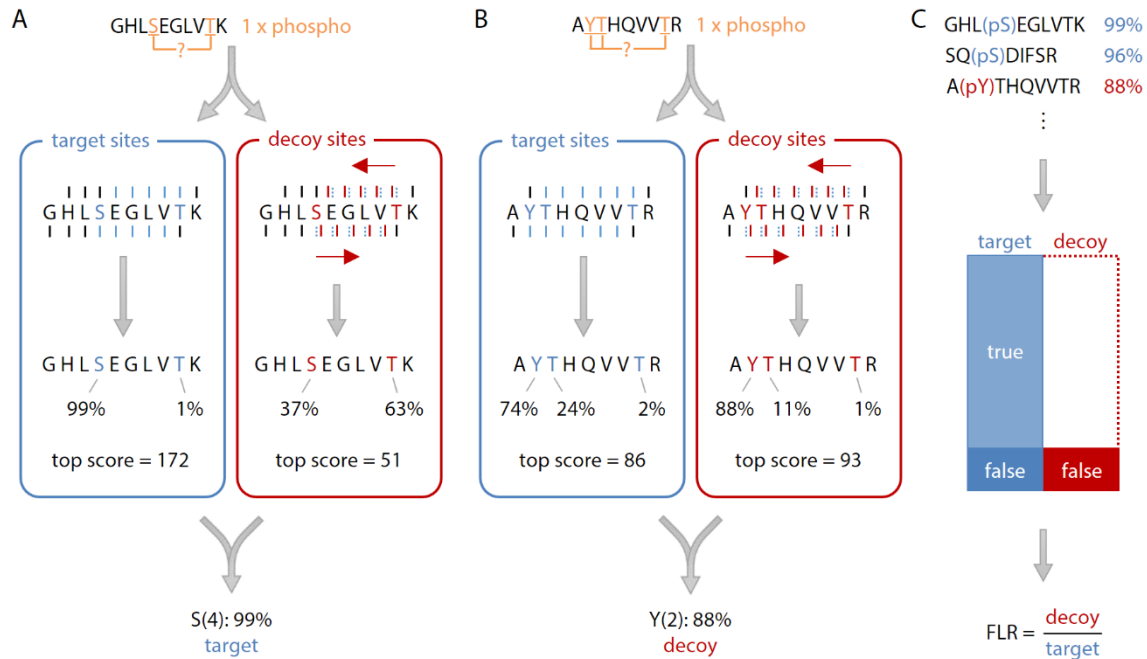 A
GHLSEGLVTK 1 x phospho
?
target sites
GHLSEGLVTK
GHLSEGLVTK
99% 1%
top score = 172
decoy sites
GHLSEGLVTK
GHLSEGLVTK
37% 63%
top score = 51
S(4): 99%
target
B
AYTHQVVTR 1 x phospho
?
target sites
AYTHQVVTR
AYTHQVVTR
74% 24% 2%
top score = 86
decoy sites
AYTHQVVTR
AYTHQVVTR
88% 11% 1%
top score = 93
Y(2): 88%
decoy
C
GHL(pS)EGLVTK 99%
SQ(pS)DIFSR 96%
A(pY)THQVVTR 88%
⋮
target decoy
true
false false
FLR = decoy
target